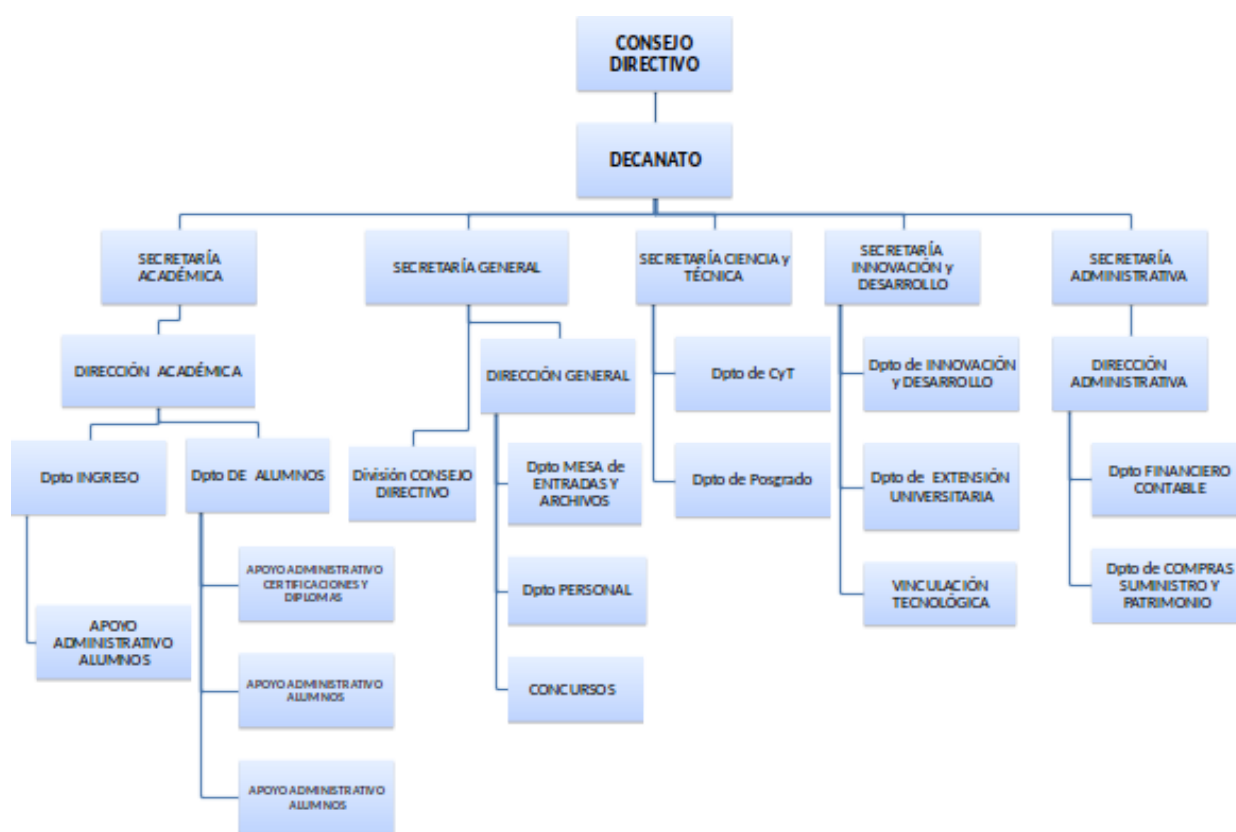 CONSEJO
DIRECTIVO
DECANATO
SECRETARÍA
ACADÉMICA
SECRETARÍA GENERAL
SECRETARÍA CIENCIA y
TÉCNICA
SECRETARÍA
INNOVACIÓN y
DESARROLLO
SECRETARÍA
ADMINISTRATIVA
DIRECCIÓN ACADÉMICA
DIRECCIÓN GENERAL
Dpto de CyT
Dpto de INNOVACIÓN
y DESARROLLO
DIRECCIÓN
ADMINISTRATIVA
Dpto INGRESO
Dpto DE ALUMNOS
División CONSEJO
DIRECTIVO
Dpto MESA de
ENTRADAS Y
ARCHIVOS
Dpto de Posgrado
Dpto de EXTENSIÓN
UNIVERSITARIA
Dpto FINANCIERO
CONTABLE
APOYO ADMINISTRATIVO
CERTIFICACIONES Y
DIPLOMAS
Dpto PERSONAL
VINCULACIÓN
TECNOLÓGICA
Dpto de COMPRAS
SUMINISTRO Y
PATRIMONIO
APOYO
ADMINISTRATIVO
ALUMNOS
APOYO ADMINISTRATIVO
ALUMNOS
CONCURSOS
APOYO ADMINISTRATIVO
ALUMNOS